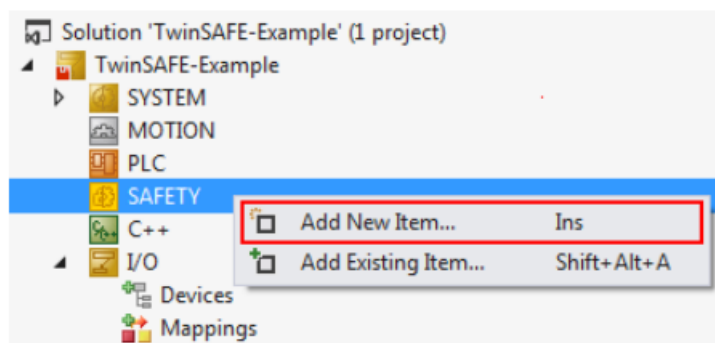 Solution 'TwinSAFE-Example' (1 project)
TwinSAFE-Example
SYSTEM
MOTION
PLC
SAFETY
Add New Item... Ins
C++
I/O
Add Existing Item... Shift+Alt+A
Devices
Mappings